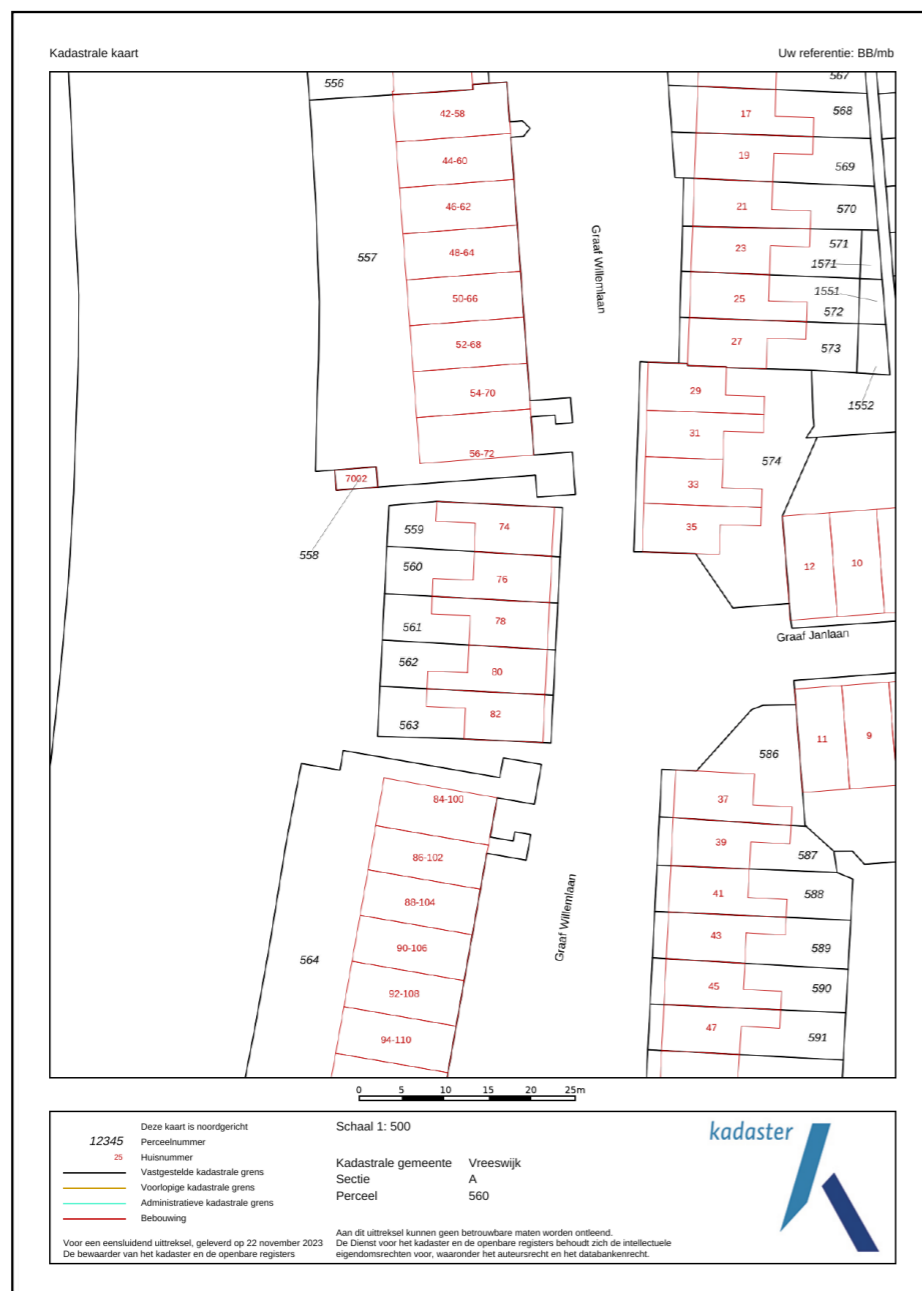 Kadastrale kaart
Uw referentie: BB/mb
556
42-58
44-60
46-62
557
48-64
50-66
52-68
54-70
56-72
7002
558
Graaf Willemlaan
567
17
568
19
569
21
570
23
571
1571
25
1551
572
27
573
1552
29
31
574
33
35
12
10
Graaf Janlaan
559
74
560
76
561
78
562
80
563
82
11
9
586
84-100
86-102
88-104
90-106
564
92-108
94-110
Graaf Willemlaan
37
39
587
41
588
43
589
45
590
47
591
0 5 10 15 20 25m
Deze kaart is noordgericht
12345 Perceelnummer
25 Huisnummer
Vastgestelde kadastrale grens
Voorlopige kadastrale grens
Administratieve kadastrale grens
Bebouwing
Voor een eensluidend uittreksel, geleverd op 22 november 2023
De bewaarder van het kadaster en de openbare registers
Schaal 1: 500
Kadastrale gemeente Vreeswijk
Sectie A
Perceel 560
Aan dit uittreksel kunnen geen betrouwbare maten worden ontleend.
De Dienst voor het kadaster en de openbare registers behoudt zich de intellectuele
eigendomsrechten voor, waaronder het auteursrecht en het databankenrecht.
kadaster